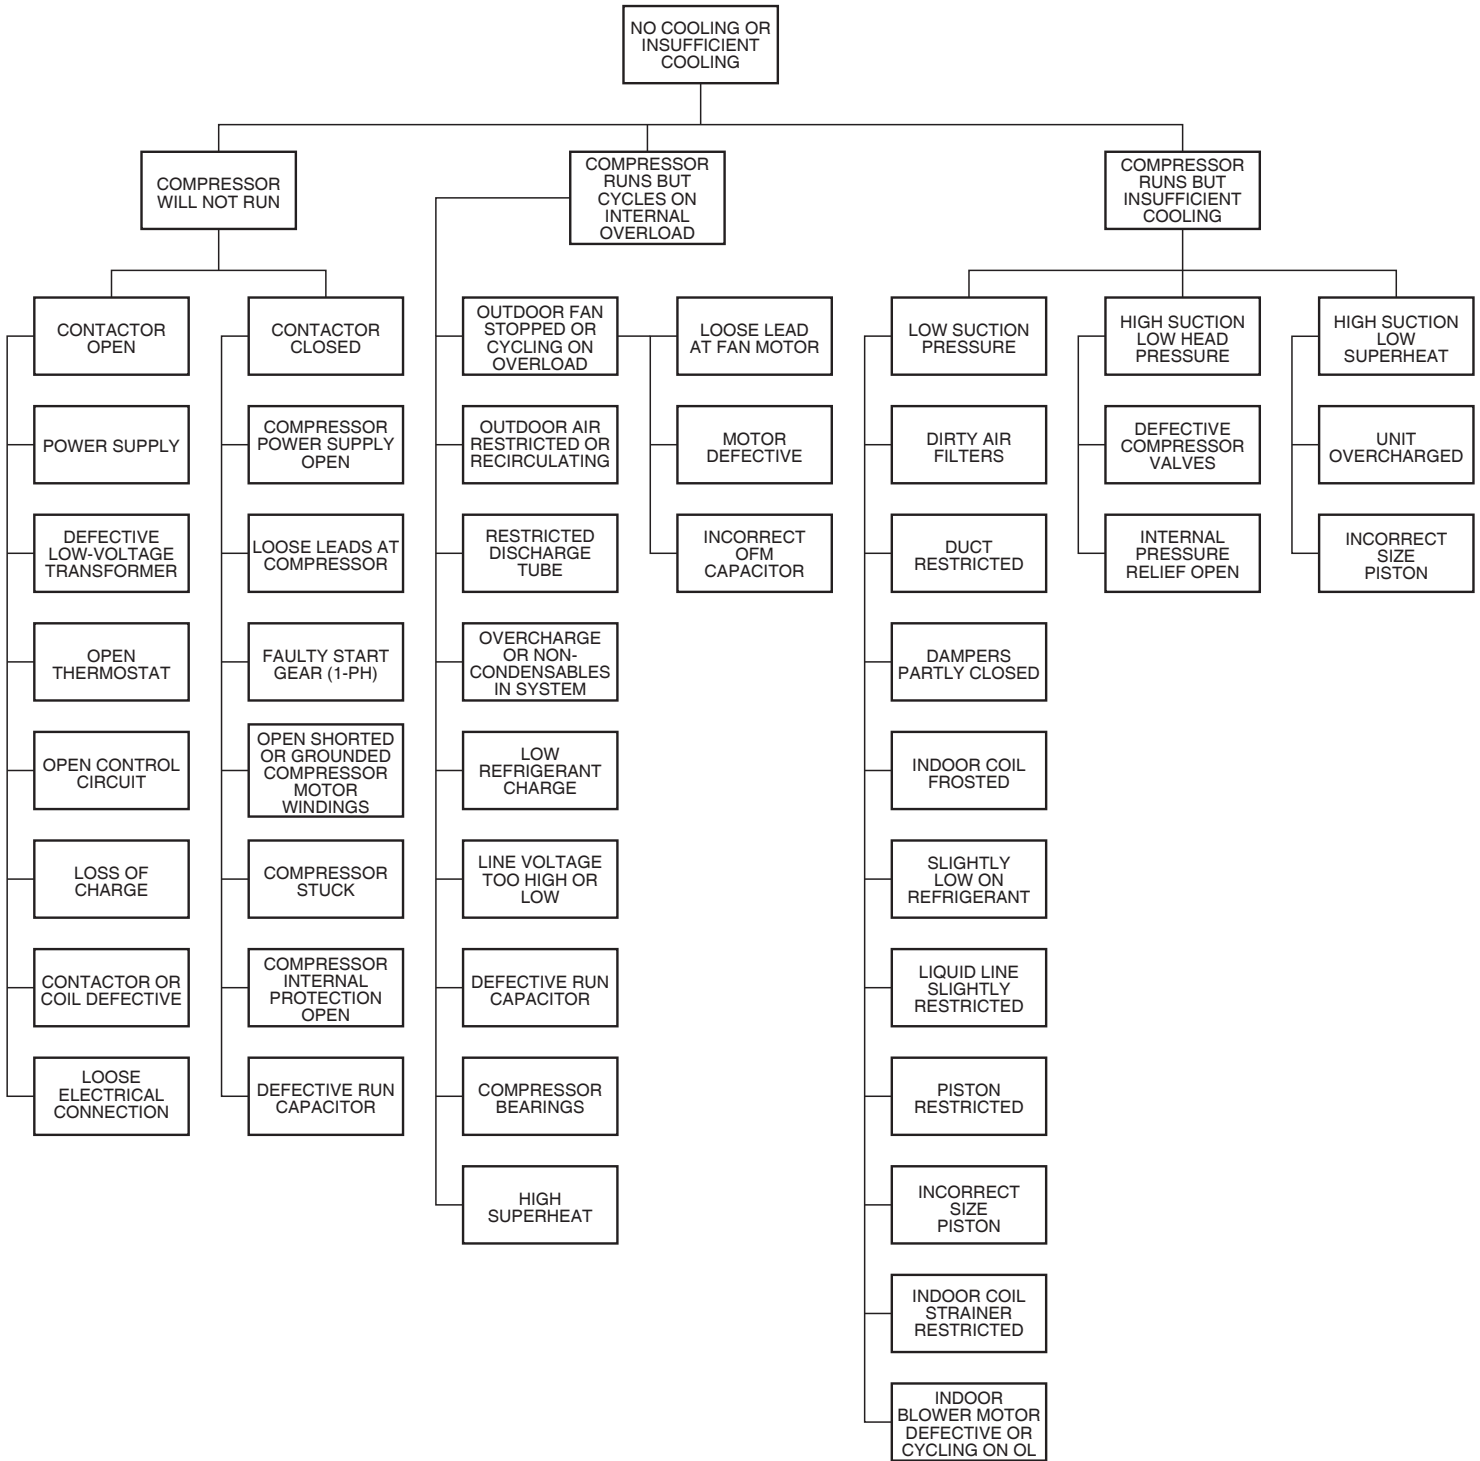 NO COOLING OR
INSUFFICIENT
COOLING
COMPRESSOR
WILL NOT RUN
COMPRESSOR
RUNS BUT
CYCLES ON
INTERNAL
OVERLOAD
COMPRESSOR
RUNS BUT
INSUFFICIENT
COOLING
CONTACTOR
OPEN
POWER SUPPLY
DEFECTIVE
LOW-VOLTAGE
TRANSFORMER
OPEN
THERMOSTAT
OPEN CONTROL
CIRCUIT
LOSS OF
CHARGE
CONTACTOR OR
COIL DEFECTIVE
LOOSE
ELECTRICAL
CONNECTION
CONTACTOR
CLOSED
COMPRESSOR
POWER SUPPLY
OPEN
LOOSE LEADS AT
COMPRESSOR
FAULTY START
GEAR (1-PH)
OPEN SHORTED
OR GROUNDED
COMPRESSOR
MOTOR
WINDINGS
COMPRESSOR
STUCK
COMPRESSOR
INTERNAL
PROTECTION
OPEN
DEFECTIVE RUN
CAPACITOR
OUTDOOR FAN
STOPPED OR
CYCLING ON
OVERLOAD
OUTDOOR AIR
RESTRICTED OR
RECIRCULATING
RESTRICTED
DISCHARGE
TUBE
OVERCHARGE
OR NON-
CONDENSABLES
IN SYSTEM
LOW
REFRIGERANT
CHARGE
LINE VOLTAGE
TOO HIGH OR
LOW
DEFECTIVE RUN
CAPACITOR
COMPRESSOR
BEARINGS
HIGH
SUPERHEAT
LOOSE LEAD
AT FAN MOTOR
MOTOR
DEFECTIVE
INCORRECT
OFM
CAPACITOR
LOW SUCTION
PRESSURE
DIRTY AIR
FILTERS
DUCT
RESTRICTED
DAMPERS
PARTLY CLOSED
INDOOR COIL
FROSTED
SLIGHTLY
LOW ON
REFRIGERANT
LIQUID LINE
SLIGHTLY
RESTRICTED
PISTON
RESTRICTED
INCORRECT
SIZE
PISTON
INDOOR COIL
STRAINER
RESTRICTED
INDOOR
BLOWER MOTOR
DEFECTIVE OR
CYCLING ON OL
HIGH SUCTION
LOW HEAD
PRESSURE
DEFECTIVE
COMPRESSOR
VALVES
INTERNAL
PRESSURE
RELIEF OPEN
HIGH SUCTION
LOW
SUPERHEAT
UNIT
OVERCHARGED
INCORRECT
SIZE
PISTON